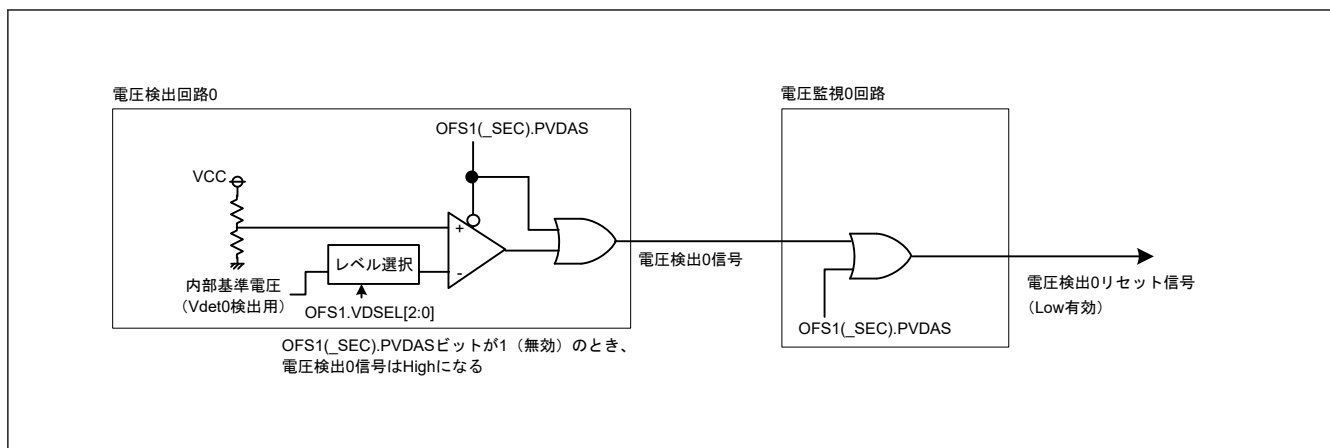 電圧検出回路0
電圧監視0回路
OFS1(_SEC).PVDAS
VCC
+
レベル選択
-
内部基準電圧
（Vdet0検出用）
OFS1.VDSEL[2:0]
電圧検出0信号
OFS1(_SEC).PVDAS
電圧検出0リセット信号
（Low有効）
OFS1(_SEC).PVDASビットが1（無効）のとき、
電圧検出0信号はHighになる